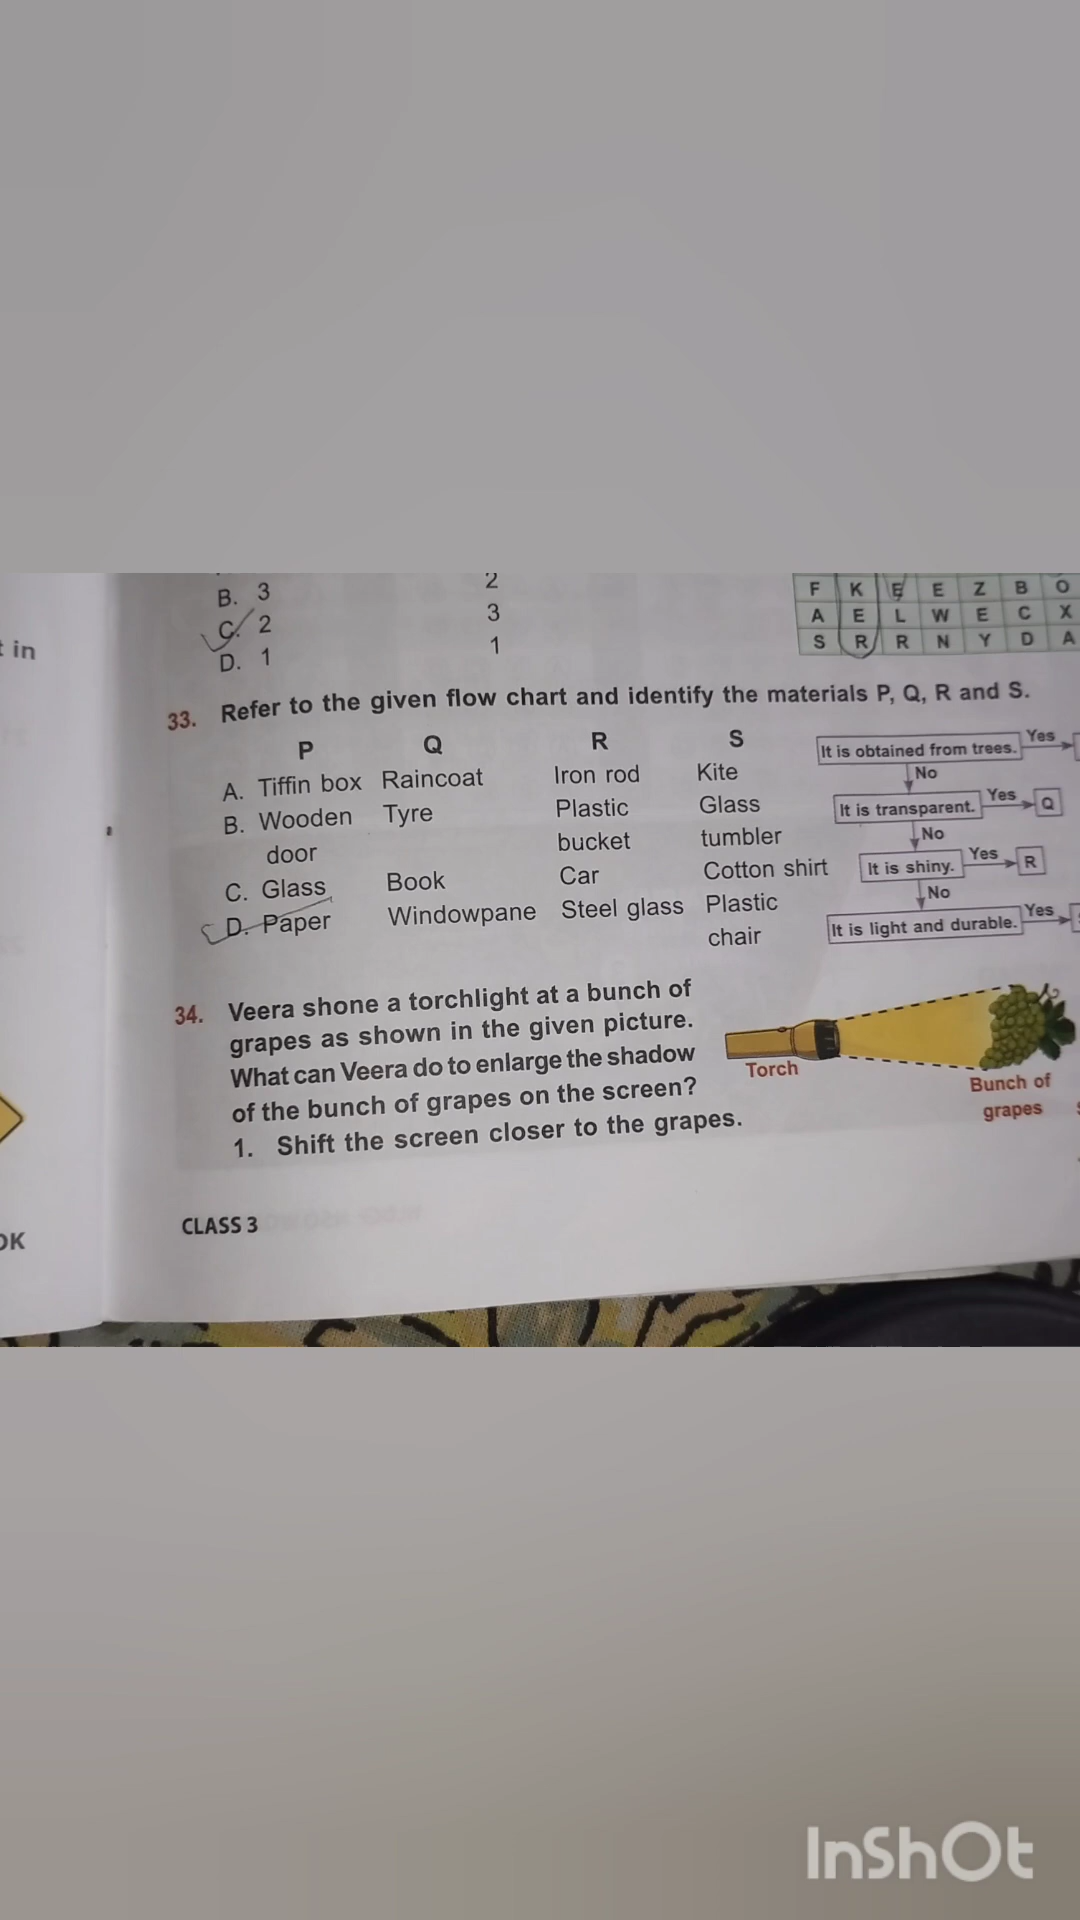 B. 3 2
C. 2 3
D. 1 1
F K E E Z B O
A E L W E C X
S R R N Y D A
in
33. Refer to the given flow chart and identify the materials P, Q, R and S.
P Q R S
A. Tiffin box Raincoat Iron rod Kite
B. Wooden Tyre Plastic Glass
door bucket tumbler
C. Glass Book Car Cotton shirt
D. Paper Windowpane Steel glass Plastic
chair
It is obtained from trees. Yes
No
It is transparent. Yes Q
No
It is shiny. Yes R
No
It is light and durable. Yes
34. Veera shone a torchlight at a bunch of
grapes as shown in the given picture.
What can Veera do to enlarge the shadow
of the bunch of grapes on the screen?
1. Shift the screen closer to the grapes.
Torch
Bunch of
grapes
CLASS 3
OK
InShOt